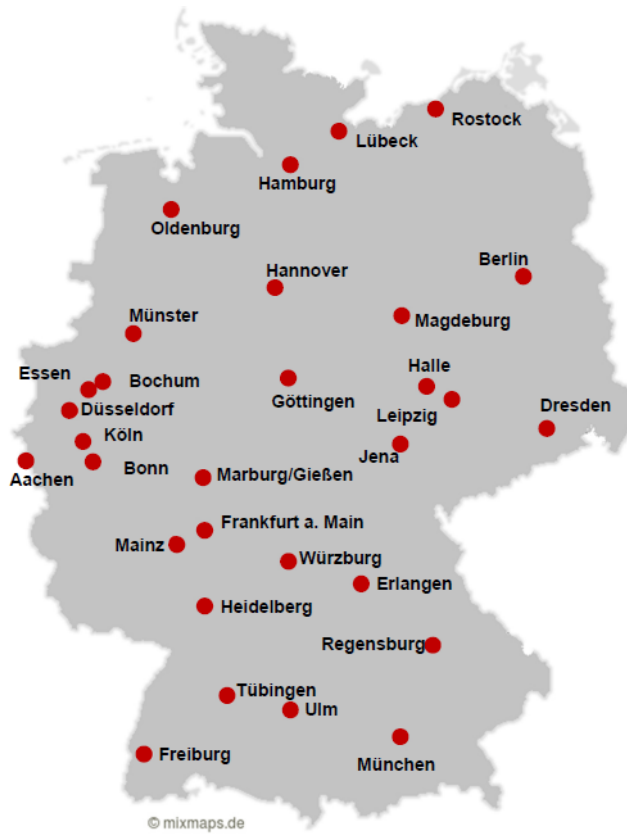 Rostock
Lübeck
Hamburg
Oldenburg
Berlin
Hannover
Münster
Magdeburg
Halle
Essen
Bochum
Göttingen
Leipzig
Düsseldorf
Dresden
Köln
Jena
Aachen
Bonn
Marburg/Gießen
Frankfurt a. Main
Mainz
Würzburg
Erlangen
Heidelberg
Regensburg
Tübingen
Ulm
München
Freiburg
© mixmaps.de